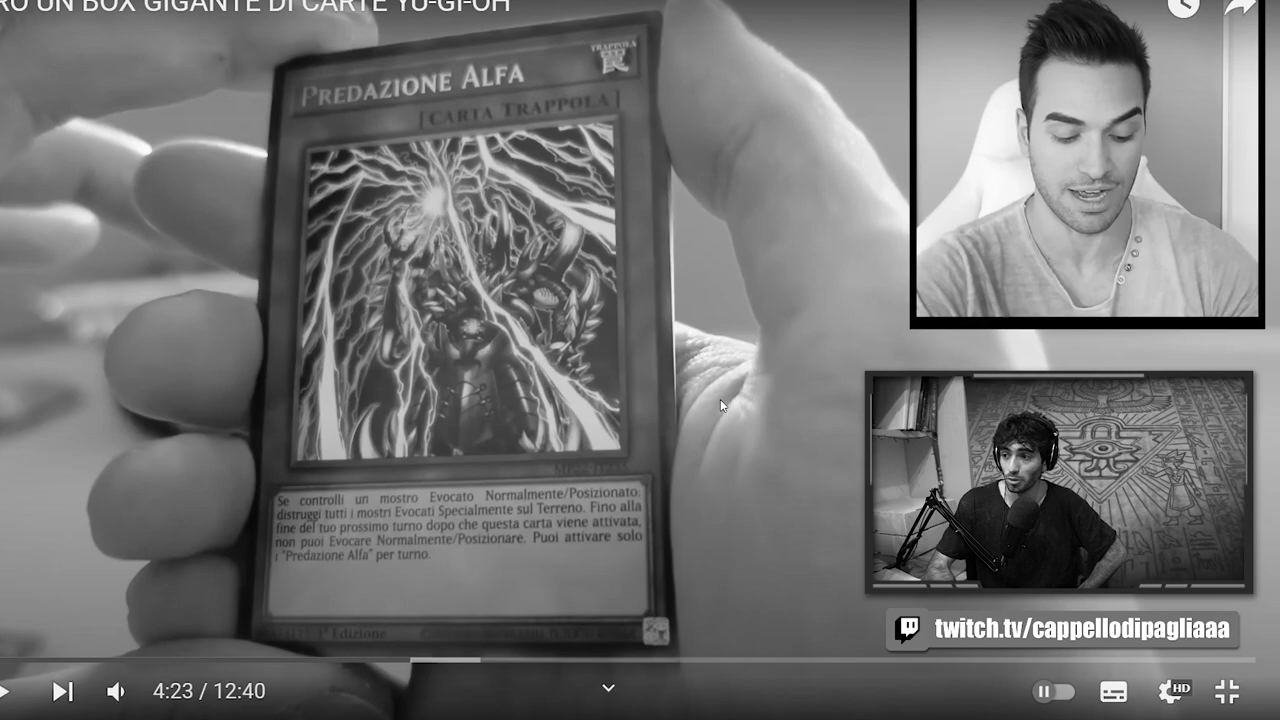 RO UN BOX GIGANTE DI CARTE YU-GI-OH
TRAPPOLA
罠
PREDAZIONE ALFA
[CARTA TRAPPOLA]
Se controlli un mostro Evocato Normalmente/Posizionato:
distruggi tutti i mostri Evocati Specialmente sul Terreno. Fino alla
fine del tuo prossimo turno dopo che questa carta viene attivata,
non puoi Evocare Normalmente/Posizionare. Puoi attivare solo
1 "Predazione Alfa" per turno.
1ª Edizione
twitch.tv/cappellodipagliaaa
4:23 / 12:40
HD